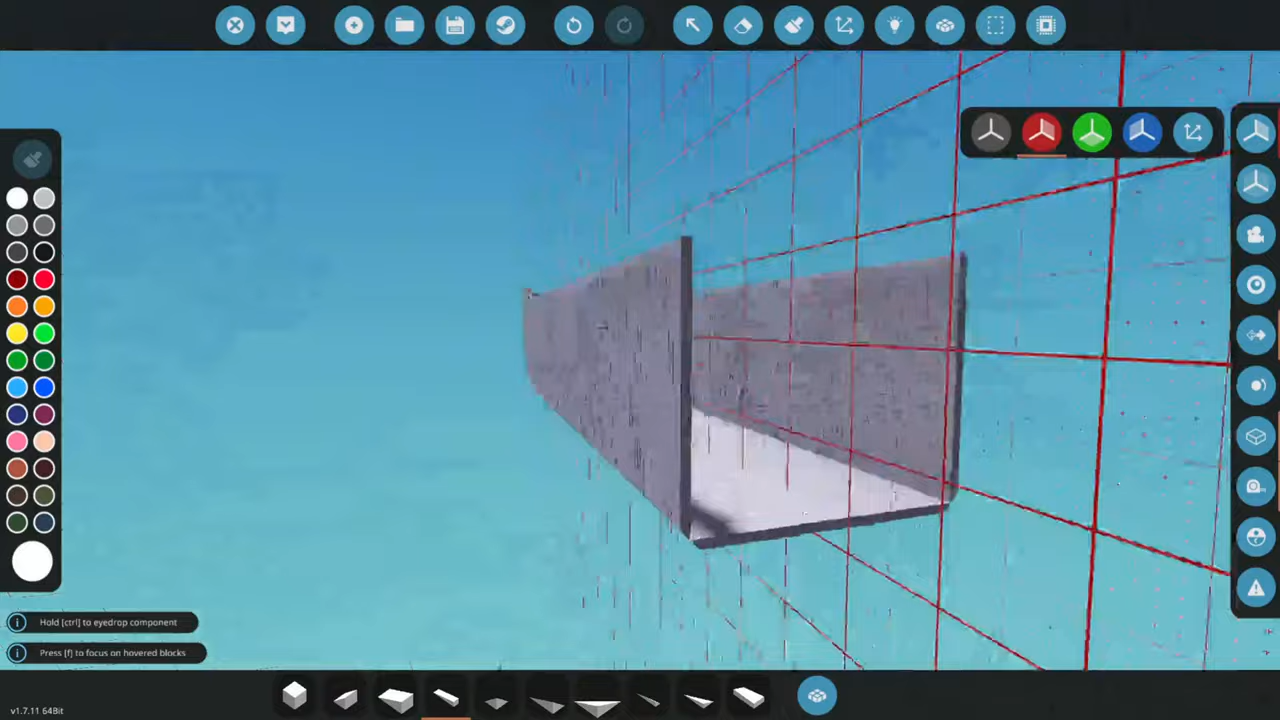 Hold [ctrl] to eyedrop component
Press [f] to focus on hovered blocks
v1.7.11 64Bit